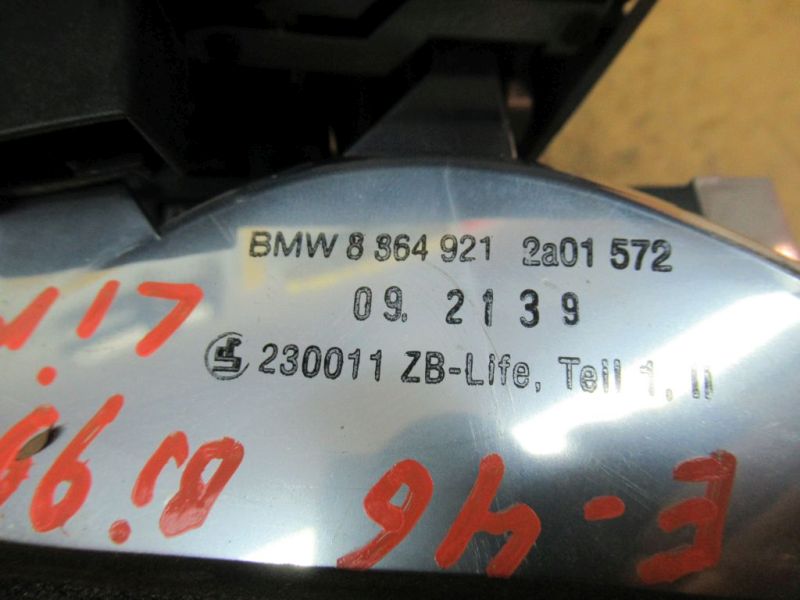 BMW 8 364 921 2a01 572
09. 2139
230011 ZB-Life, Teil 1, II
E-46